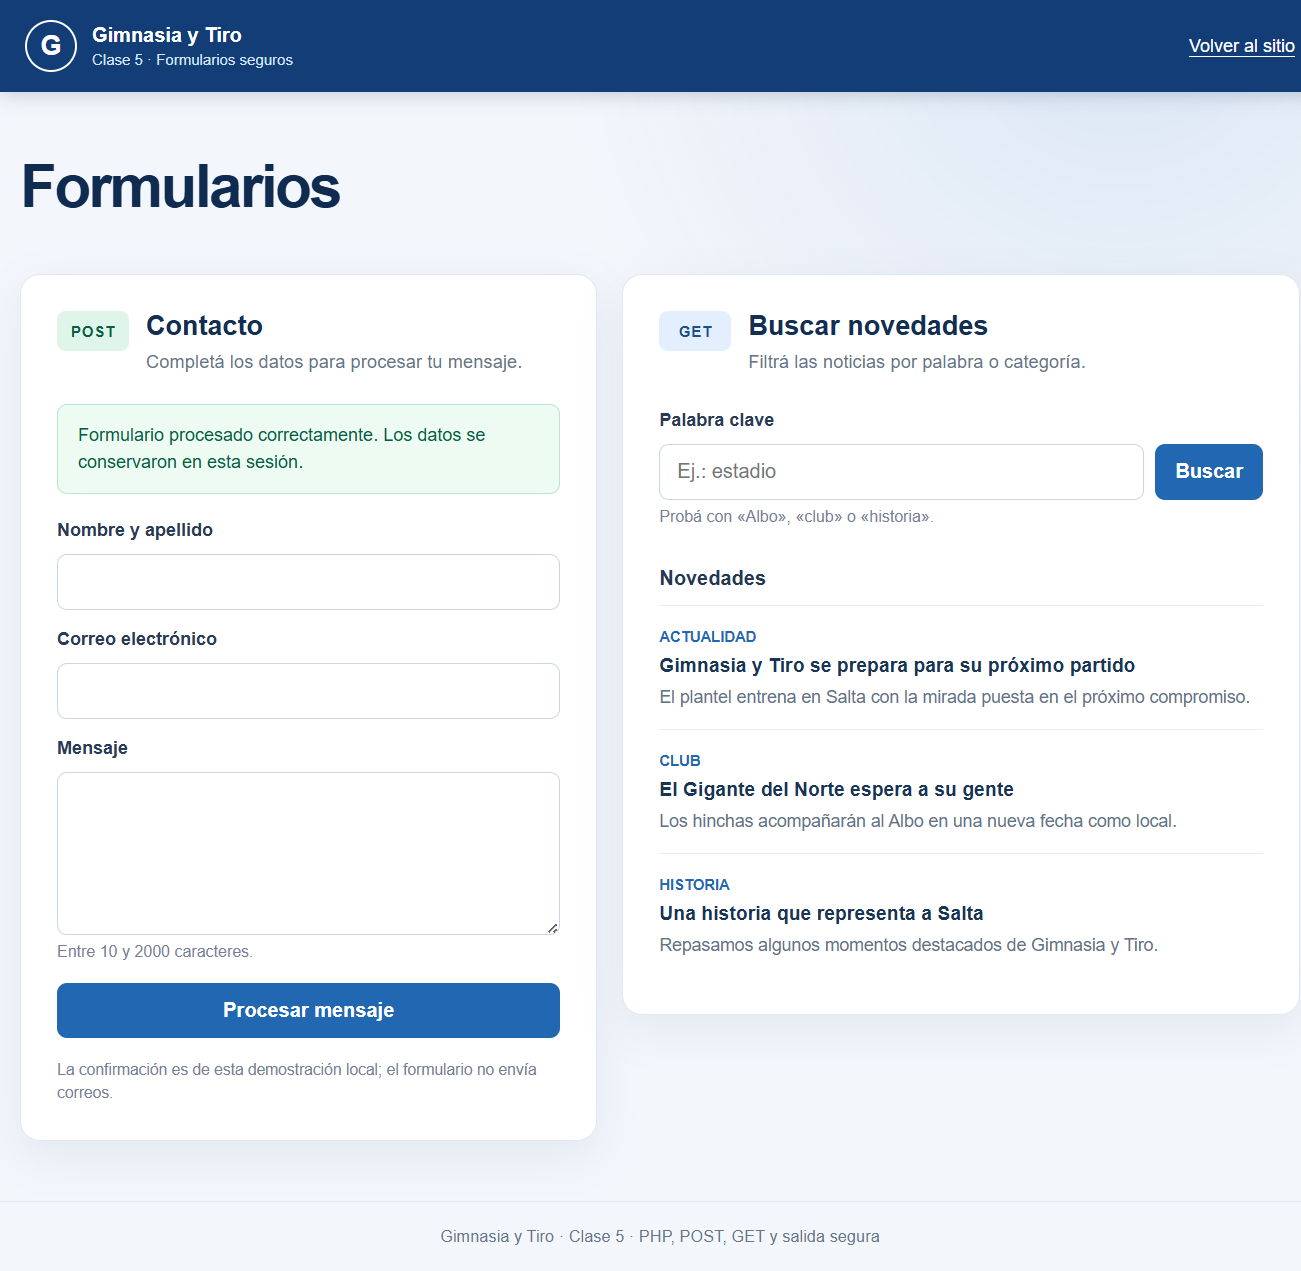 G
Gimnasia y Tiro
Clase 5 · Formularios seguros
Volver al sitio
Formularios
POST
Contacto
Completá los datos para procesar tu mensaje.
Formulario procesado correctamente. Los datos se
conservaron en esta sesión.
Nombre y apellido
Correo electrónico
Mensaje
Entre 10 y 2000 caracteres.
Procesar mensaje
La confirmación es de esta demostración local; el formulario no envía
correos.
GET
Buscar novedades
Filtrá las noticias por palabra o categoría.
Palabra clave
Ej.: estadio
Buscar
Probá con «Albo», «club» o «historia».
Novedades
ACTUALIDAD
Gimnasia y Tiro se prepara para su próximo partido
El plantel entrena en Salta con la mirada puesta en el próximo compromiso.
CLUB
El Gigante del Norte espera a su gente
Los hinchas acompañarán al Albo en una nueva fecha como local.
HISTORIA
Una historia que representa a Salta
Repasamos algunos momentos destacados de Gimnasia y Tiro.
Gimnasia y Tiro · Clase 5 · PHP, POST, GET y salida segura